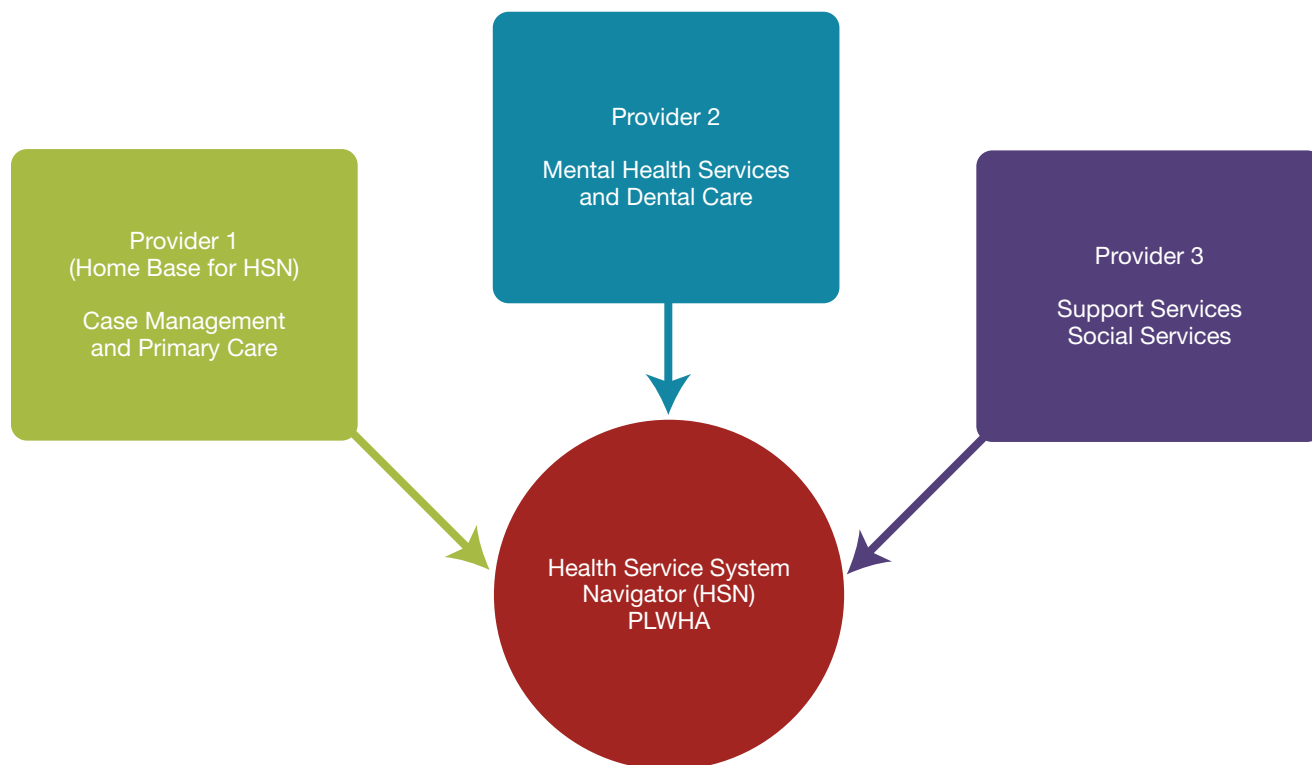 Provider 1
(Home Base for HSN)
Case Management
and Primary Care
Provider 2
Mental Health Services
and Dental Care
Provider 3
Support Services
Social Services
Health Service System
Navigator (HSN)
PLWHA